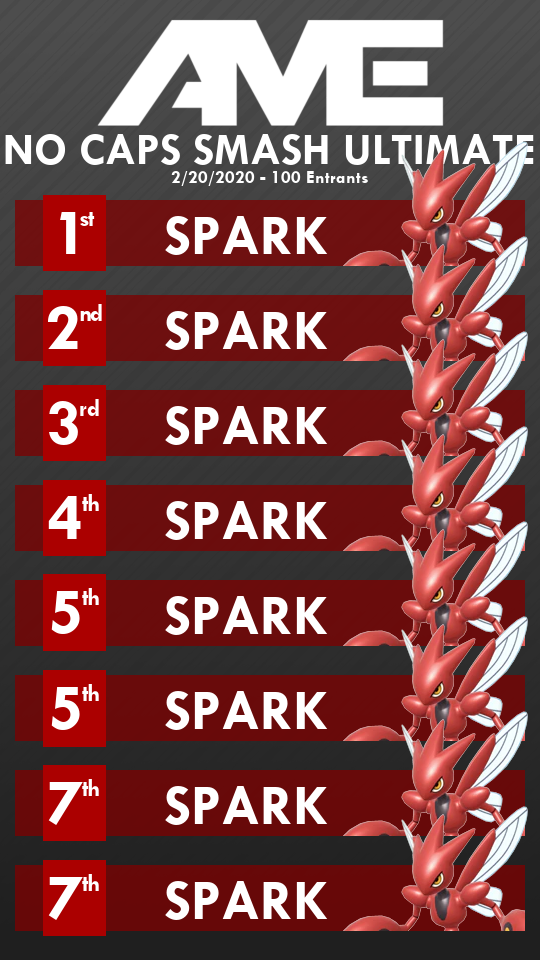 AME
NO CAPS SMASH ULTIMATE
2/20/2020 - 100 Entrants
1st SPARK
2nd SPARK
3rd SPARK
4th SPARK
5th SPARK
5th SPARK
7th SPARK
7th SPARK